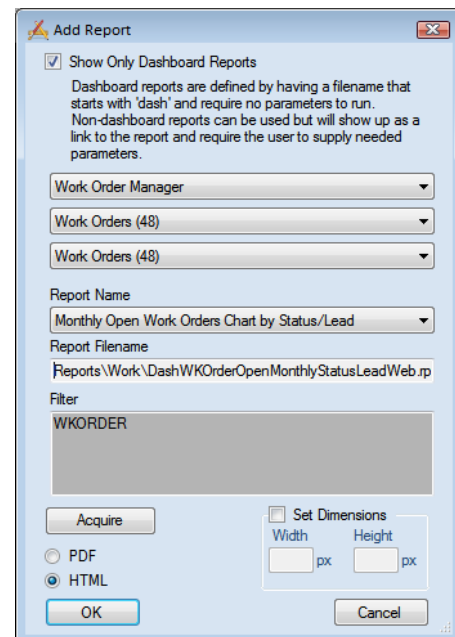 Add Report
Show Only Dashboard Reports
Dashboard reports are defined by having a filename that
starts with 'dash' and require no parameters to run.
Non-dashboard reports can be used but will show up as a
link to the report and require the user to supply needed
parameters.
Work Order Manager
Work Orders (48)
Work Orders (48)
Report Name
Monthly Open Work Orders Chart by Status/Lead
Report Filename
Reports\Work\DashWKOrderOpenMonthlyStatusLeadWeb.rp
Filter
WKORDER
Acquire
Set Dimensions
Width Height
px px
PDF
HTML
OK Cancel